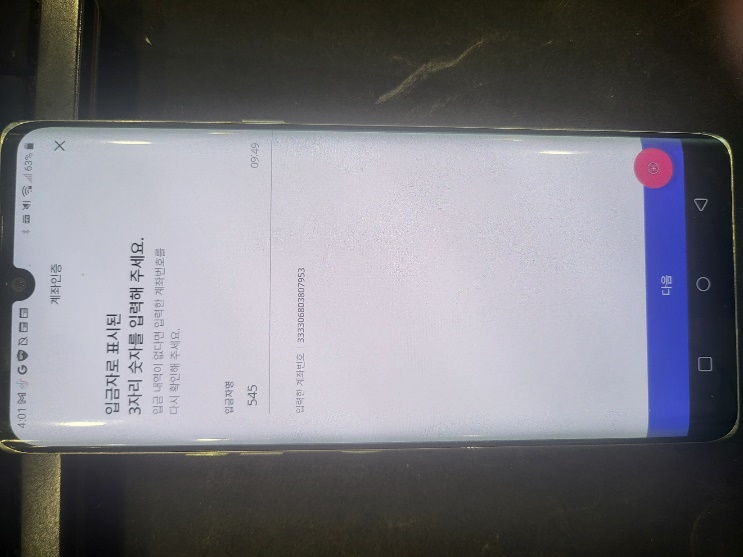 4:01
63%
계좌인증
입금자로 표시된
3자리 숫자를 입력해 주세요.
입금 내역이 없다면 입력한 계좌번호를
다시 확인해 주세요.
입금자명
545
09:49
입력한 계좌번호 | 3333068038079​53
다음